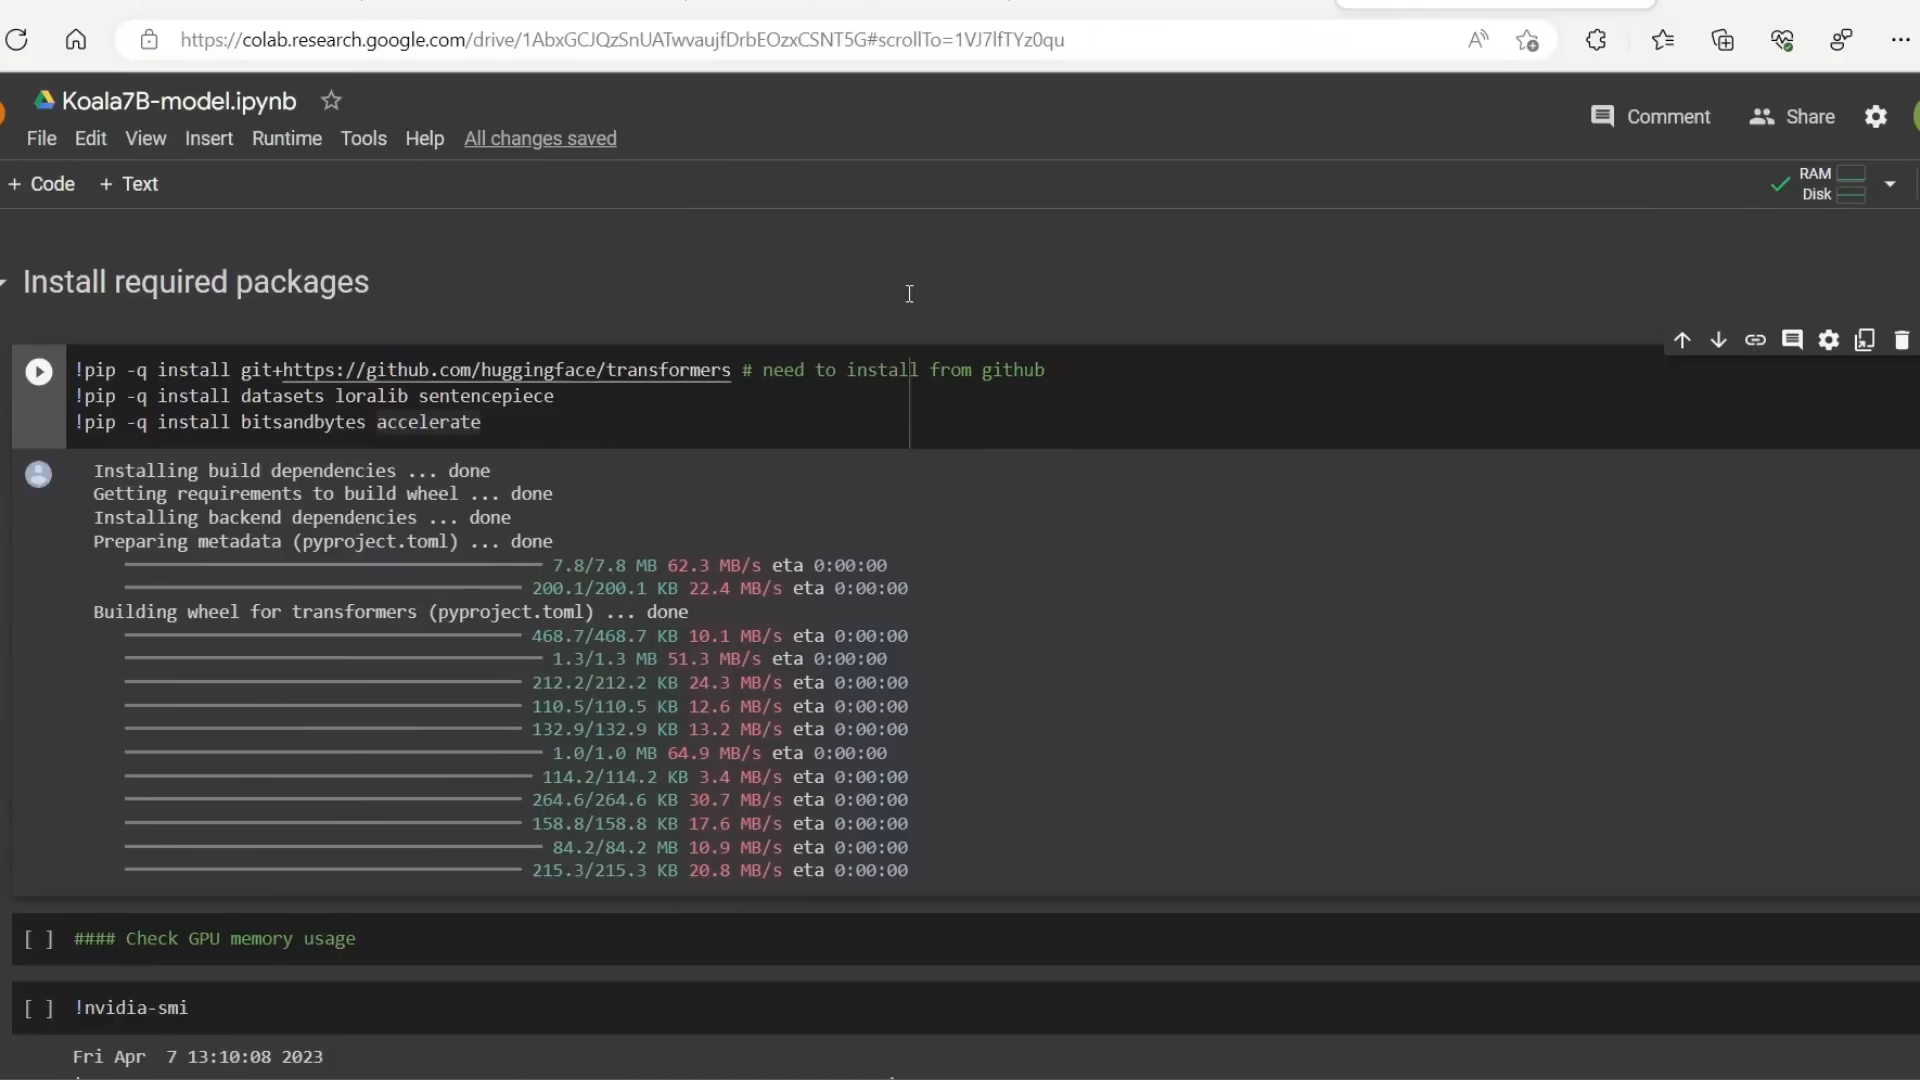 https://colab.research.google.com/drive/1AbxGCJQzSnUATwvaujfDrbEOzxCSNT5G#scrollTo=1VJ7lfTYz0qu
Koala7B-model.ipynb
Comment
Share
File Edit View Insert Runtime Tools Help All changes saved
+ Code + Text
RAM
Disk
Install required packages
!pip -q install git+https://github.com/huggingface/transformers # need to install from github
!pip -q install datasets loralib sentencepiece
!pip -q install bitsandbytes accelerate
Installing build dependencies ... done
Getting requirements to build wheel ... done
Installing backend dependencies ... done
Preparing metadata (pyproject.toml) ... done
7.8/7.8 MB 62.3 MB/s eta 0:00:00
200.1/200.1 KB 22.4 MB/s eta 0:00:00
Building wheel for transformers (pyproject.toml) ... done
468.7/468.7 KB 10.1 MB/s eta 0:00:00
1.3/1.3 MB 51.3 MB/s eta 0:00:00
212.2/212.2 KB 24.3 MB/s eta 0:00:00
110.5/110.5 KB 12.6 MB/s eta 0:00:00
132.9/132.9 KB 13.2 MB/s eta 0:00:00
1.0/1.0 MB 64.9 MB/s eta 0:00:00
114.2/114.2 KB 3.4 MB/s eta 0:00:00
264.6/264.6 KB 30.7 MB/s eta 0:00:00
158.8/158.8 KB 17.6 MB/s eta 0:00:00
84.2/84.2 MB 10.9 MB/s eta 0:00:00
215.3/215.3 KB 20.8 MB/s eta 0:00:00
[ ] #### Check GPU memory usage
[ ] !nvidia-smi
Fri Apr 7 13:10:08 2023